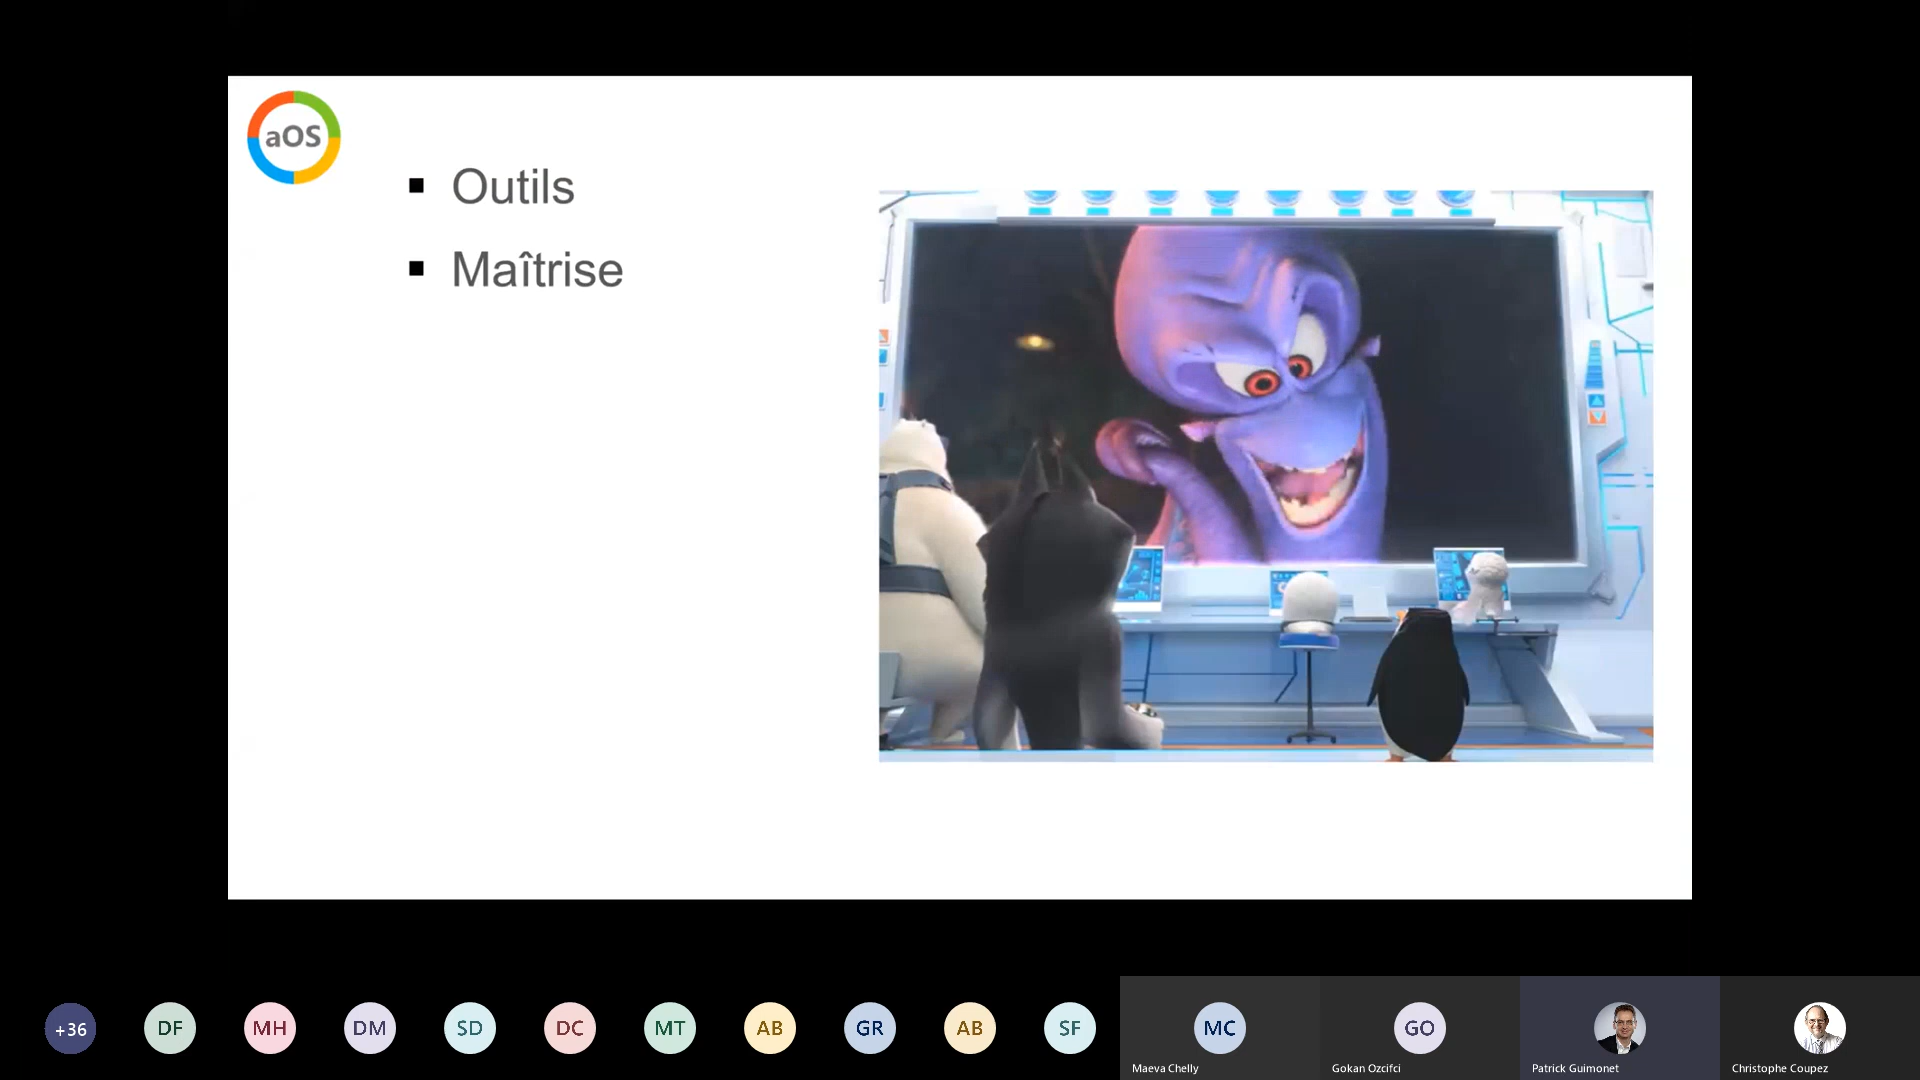 aOS
Outils
Maîtrise
+36
DF
MH
DM
SD
DC
MT
AB
GR
AB
SF
MC
GO
Maeva Chelly
Gokan Ozcifci
Patrick Guimonet
Christophe Coupez